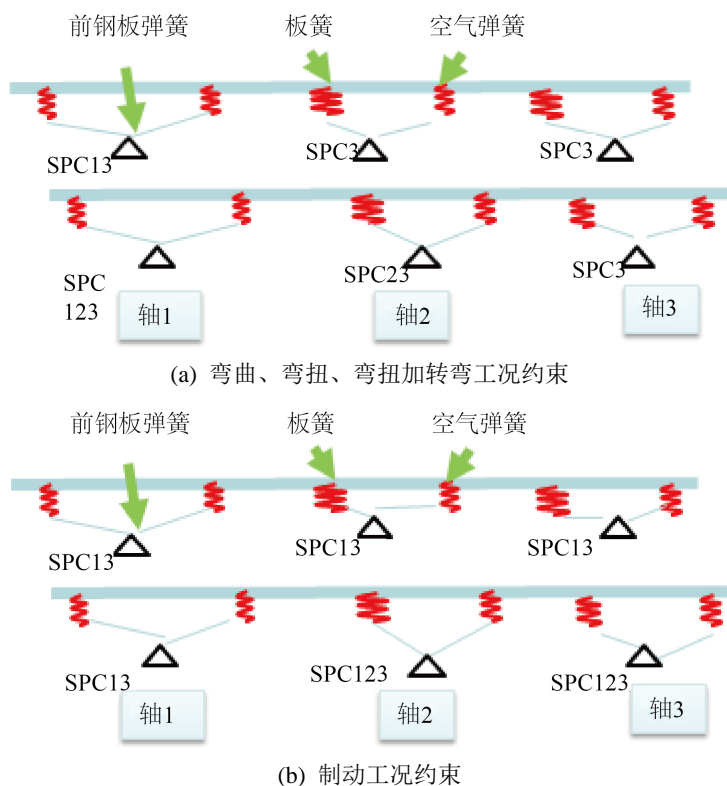 前钢板弹簧 板簧 空气弹簧
SPC13 SPC3 SPC3
SPC 123 SPC23 SPC3
轴1 轴2 轴3
(a) 弯曲、弯扭、弯扭加转弯工况约束
前钢板弹簧 板簧 空气弹簧
SPC13 SPC13 SPC13
SPC13 SPC123 SPC123
轴1 轴2 轴3
(b) 制动工况约束